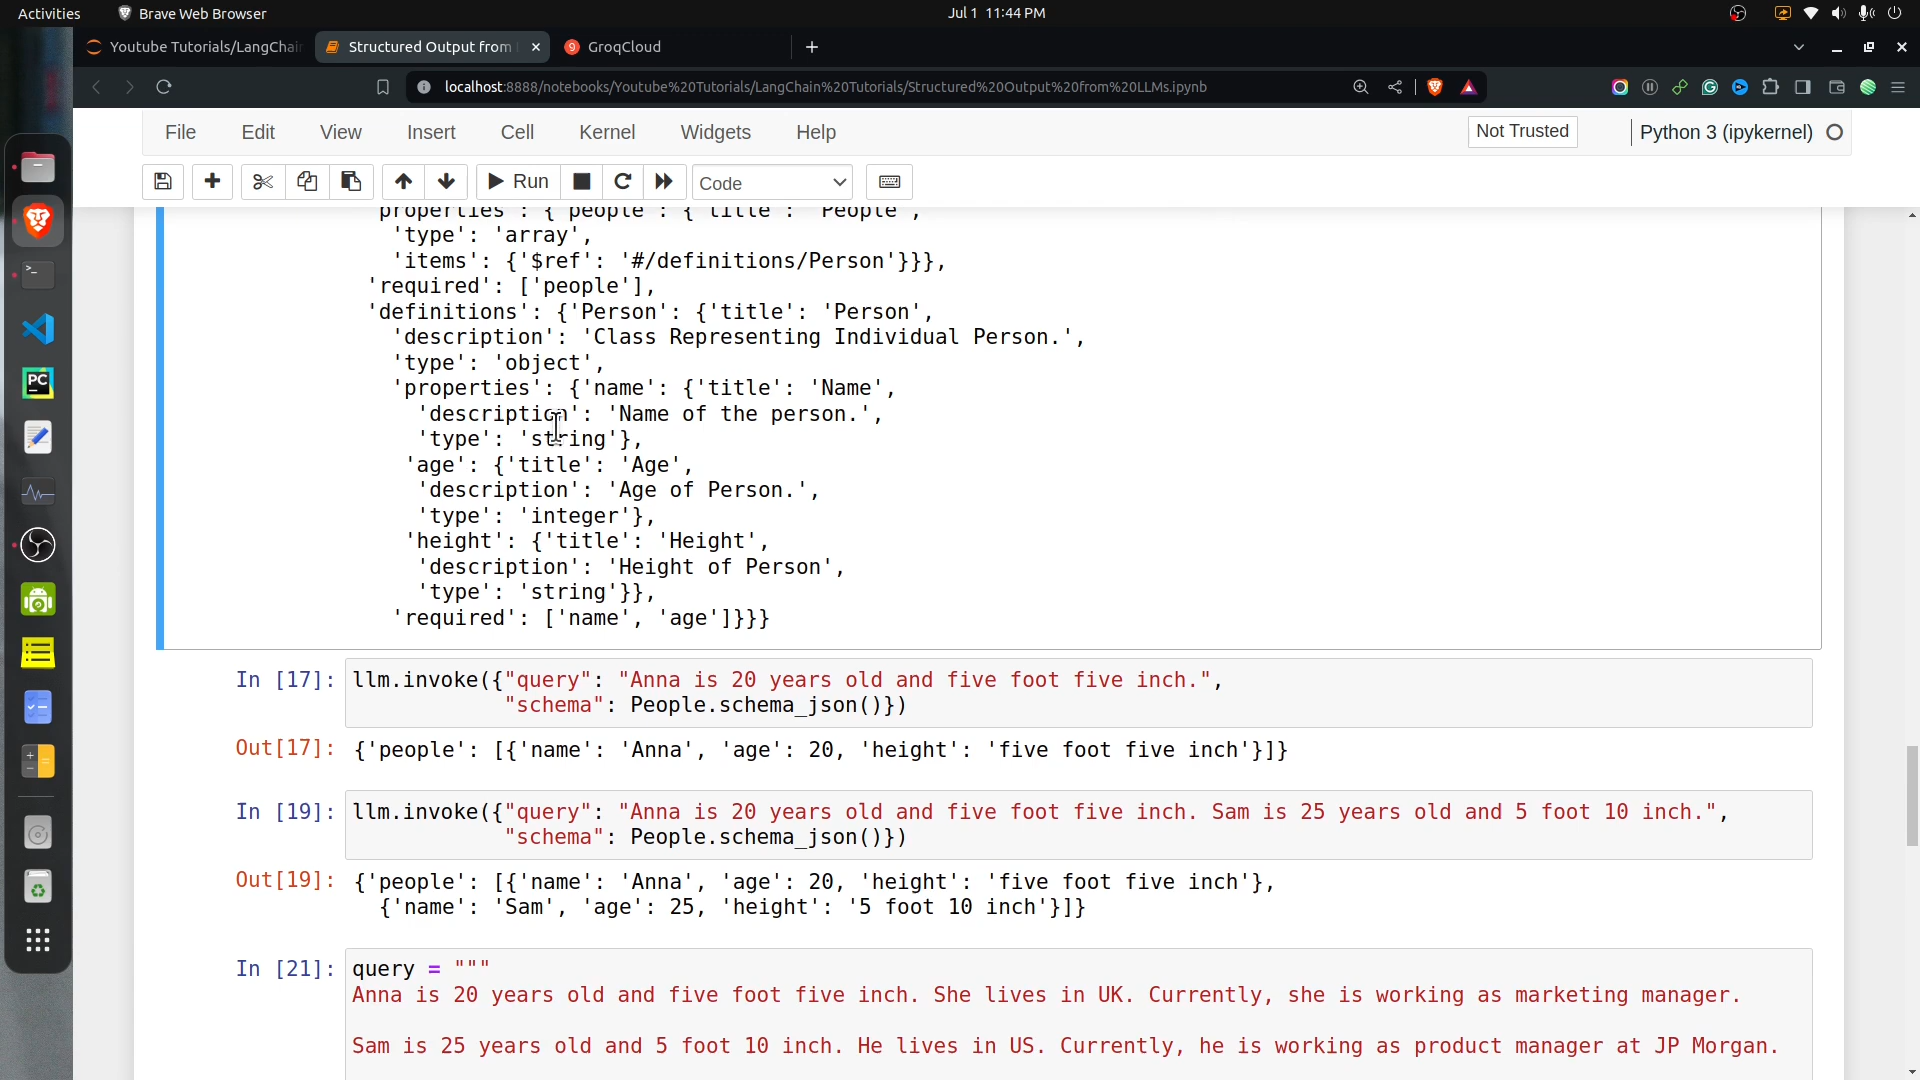 Activities
Brave Web Browser
Jul 1 11:44 PM
Youtube Tutorials/LangChai
Structured Output from
GroqCloud
localhost:8888/notebooks/Youtube%20Tutorials/LangChain%20Tutorials/Structured%20Output%20from%20LLMs.ipynb
File Edit View Insert Cell Kernel Widgets Help
Not Trusted
Python 3 (ipykernel)
Run
Code
'properties': {'people': {'title': 'People',
'type': 'array',
'items': {'$ref': '#/definitions/Person'}}},
'required': ['people'],
'definitions': {'Person': {'title': 'Person',
'description': 'Class Representing Individual Person.',
'type': 'object',
'properties': {'name': {'title': 'Name',
'description': 'Name of the person.',
'type': 'string'},
'age': {'title': 'Age',
'description': 'Age of Person.',
'type': 'integer'},
'height': {'title': 'Height',
'description': 'Height of Person',
'type': 'string'}},
'required': ['name', 'age']}}}
In [17]: llm.invoke({"query": "Anna is 20 years old and five foot five inch.",
"schema": People.schema_json()})
Out[17]: {'people': [{'name': 'Anna', 'age': 20, 'height': 'five foot five inch'}]}
In [19]: llm.invoke({"query": "Anna is 20 years old and five foot five inch. Sam is 25 years old and 5 foot 10 inch.",
"schema": People.schema_json()})
Out[19]: {'people': [{'name': 'Anna', 'age': 20, 'height': 'five foot five inch'},
{'name': 'Sam', 'age': 25, 'height': '5 foot 10 inch'}]}
In [21]: query = """
Anna is 20 years old and five foot five inch. She lives in UK. Currently, she is working as marketing manager.
Sam is 25 years old and 5 foot 10 inch. He lives in US. Currently, he is working as product manager at JP Morgan.